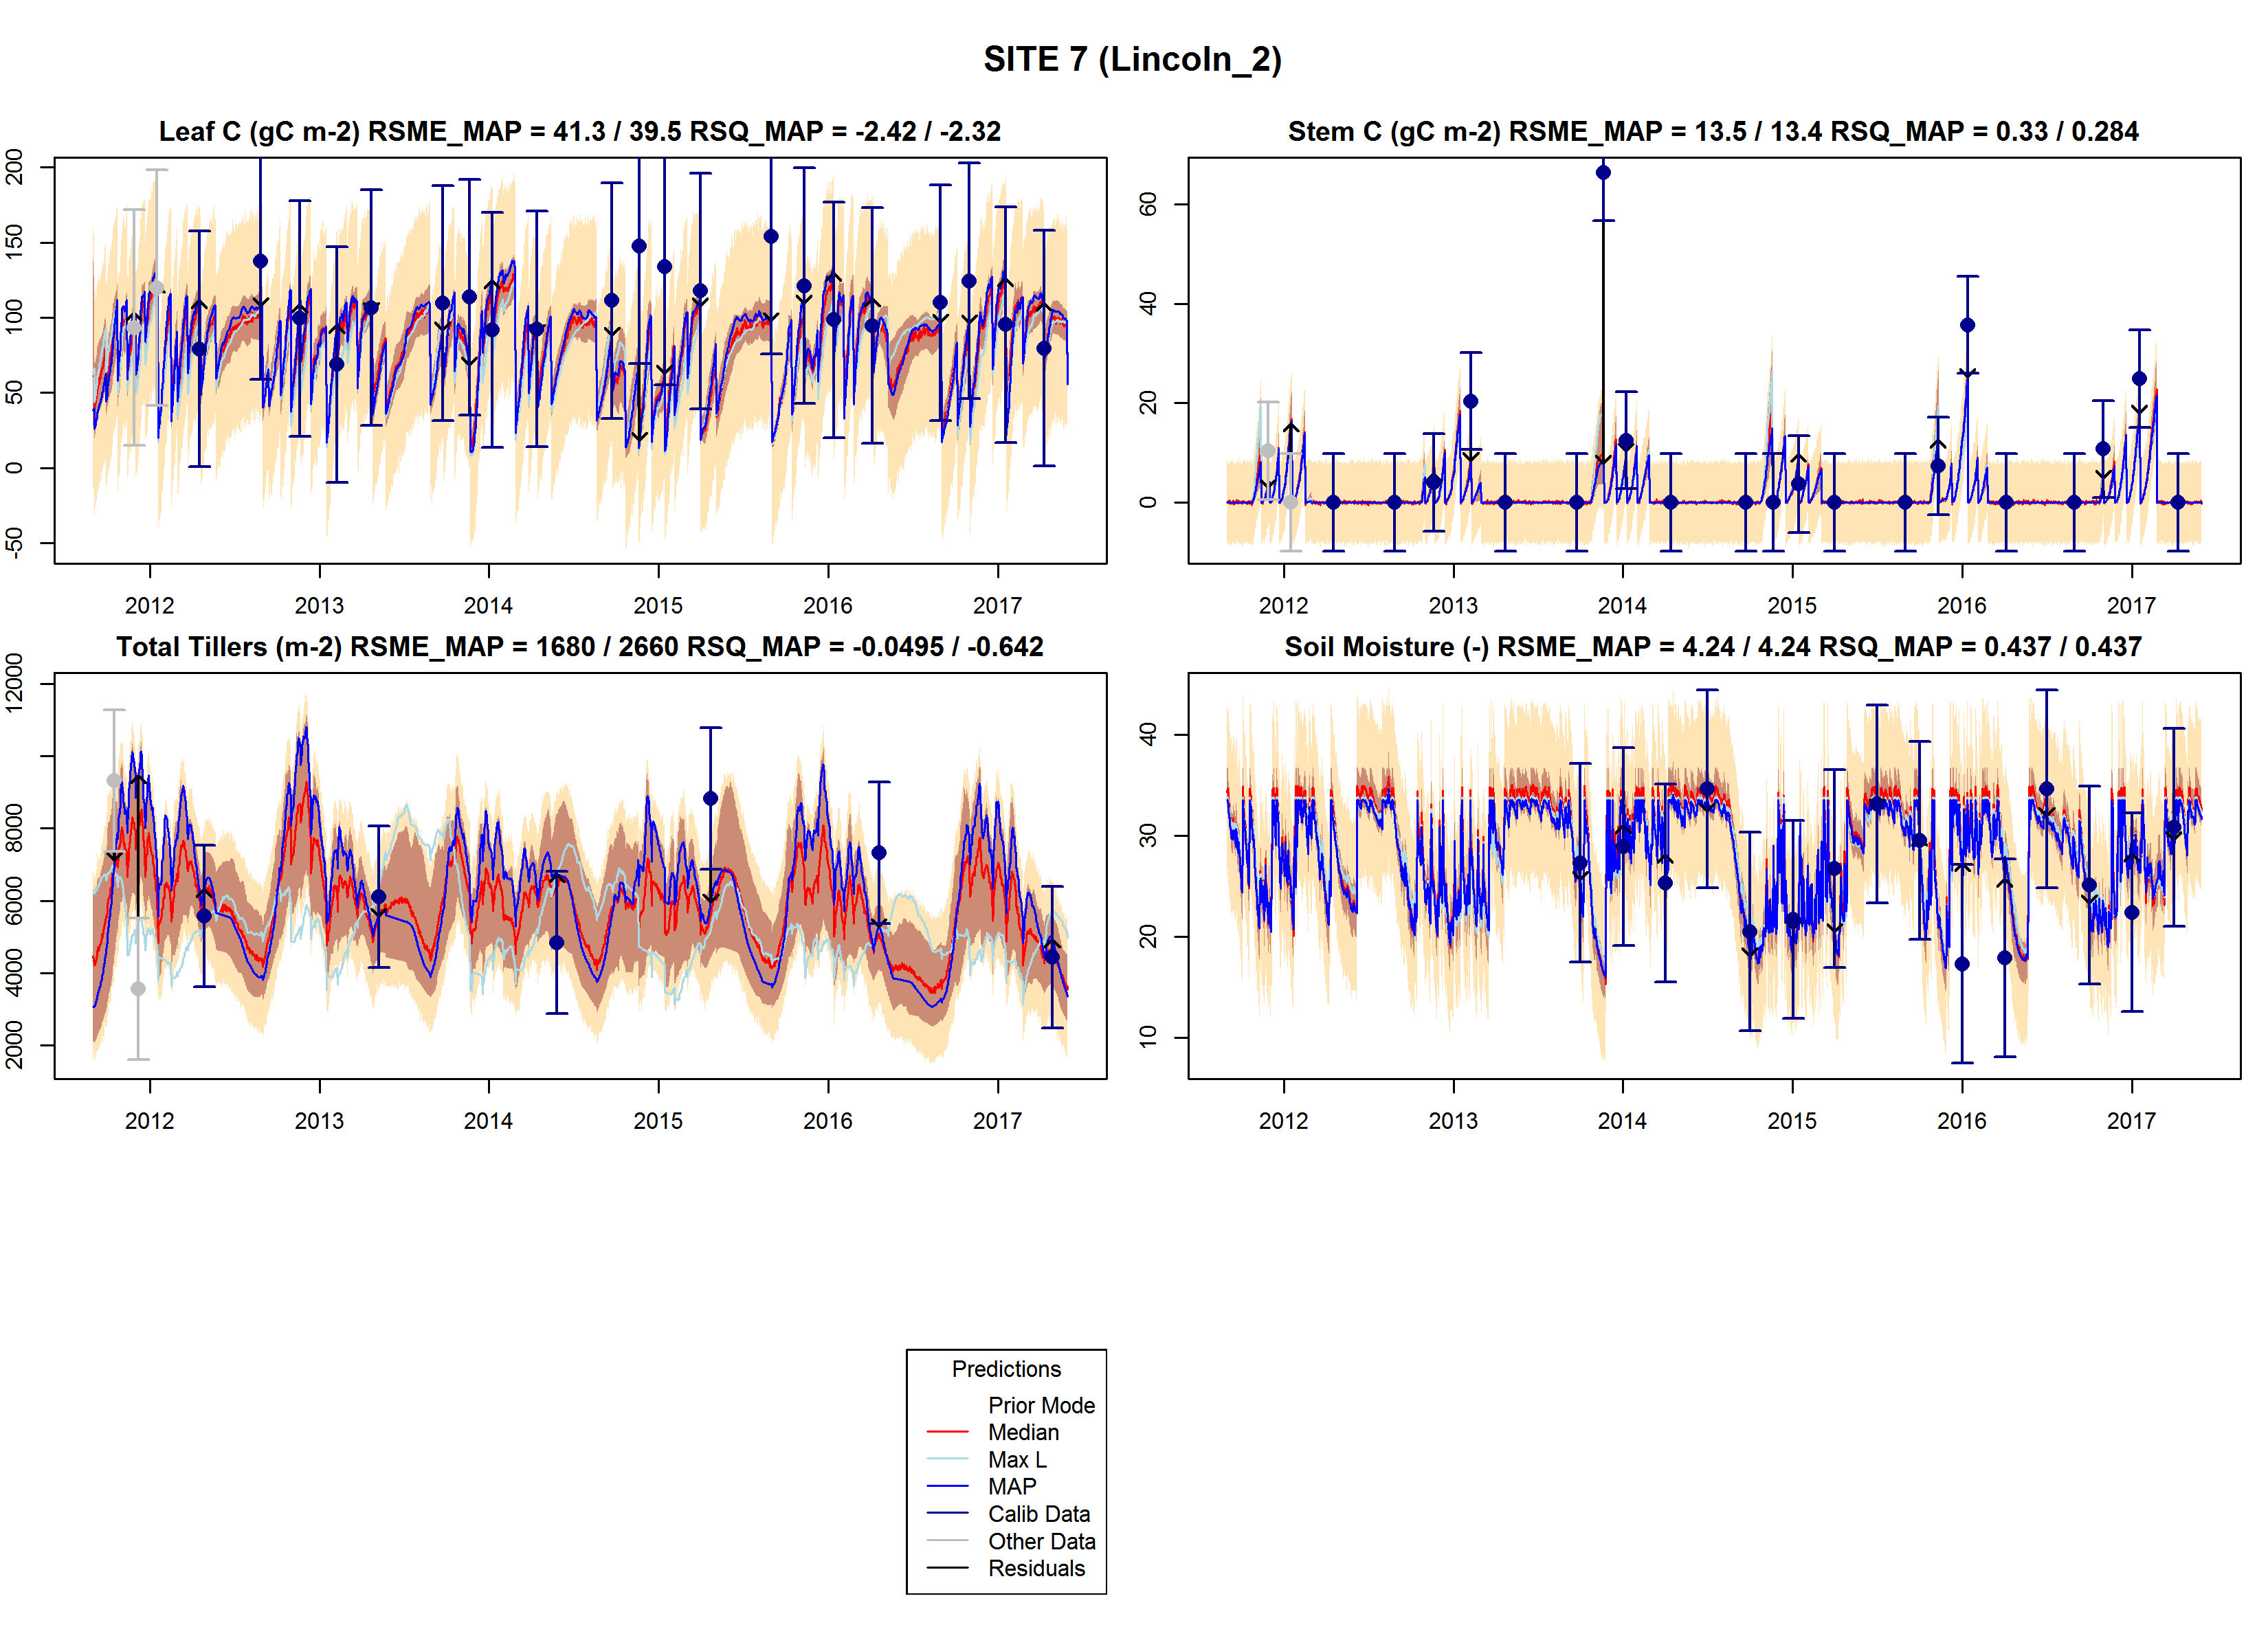 SITE 7 (Lincoln_2)
Leaf C (gC m-2) RSME_MAP = 41.3 / 39.5 RSQ_MAP = -2.42 / -2.32
200
150
100
50
0
-50
2012 2013 2014 2015 2016 2017
Stem C (gC m-2) RSME_MAP = 13.5 / 13.4 RSQ_MAP = 0.33 / 0.284
60
40
20
0
2012 2013 2014 2015 2016 2017
Total Tillers (m-2) RSME_MAP = 1680 / 2660 RSQ_MAP = -0.0495 / -0.642
12000
8000
6000
4000
2000
2012 2013 2014 2015 2016 2017
Soil Moisture (-) RSME_MAP = 4.24 / 4.24 RSQ_MAP = 0.437 / 0.437
40
30
20
10
2012 2013 2014 2015 2016 2017
Predictions
Prior Mode
Median
Max L
MAP
Calib Data
Other Data
Residuals